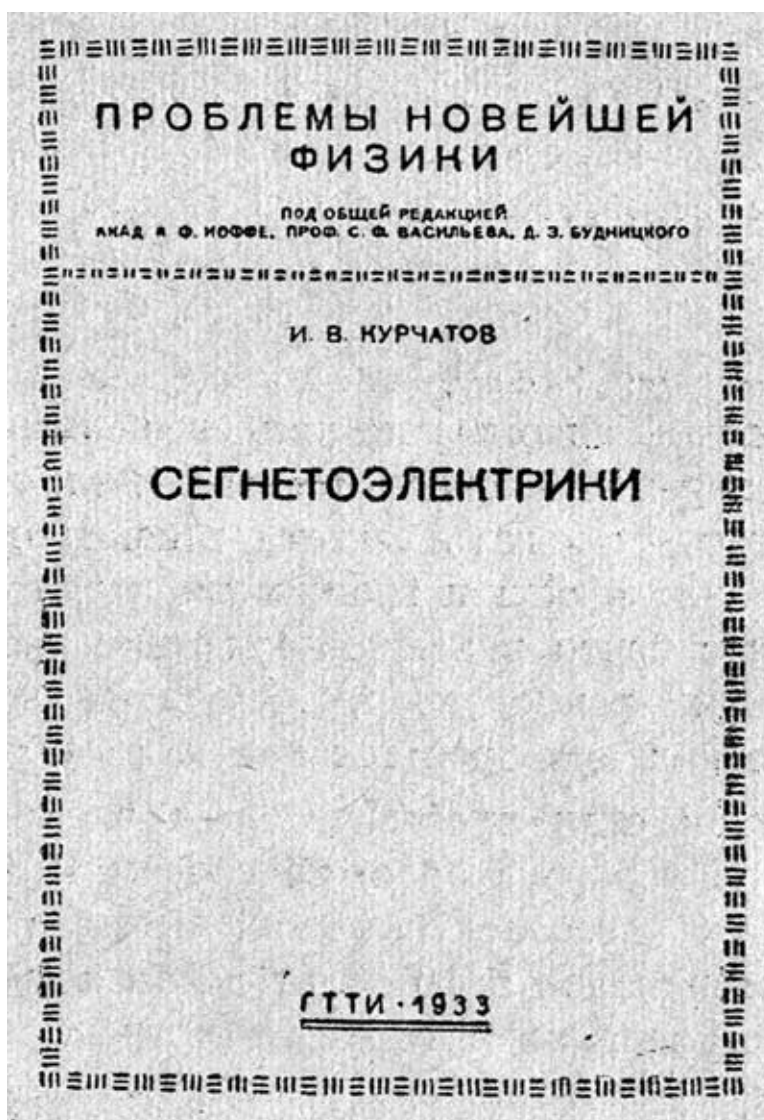 ПРОБЛЕМЫ НОВЕЙШЕЙ
ФИЗИКИ
ПОД ОБЩЕЙ РЕДАКЦИЕЙ
АКАД. А. Ф. ИОФФЕ, ПРОФ. С. Ф. ВАСИЛЬЕВА, Д. З. БУДНИЦКОГО
И. В. КУРЧАТОВ
СЕГНЕТОЭЛЕКТРИКИ
ГТТИ · 1933